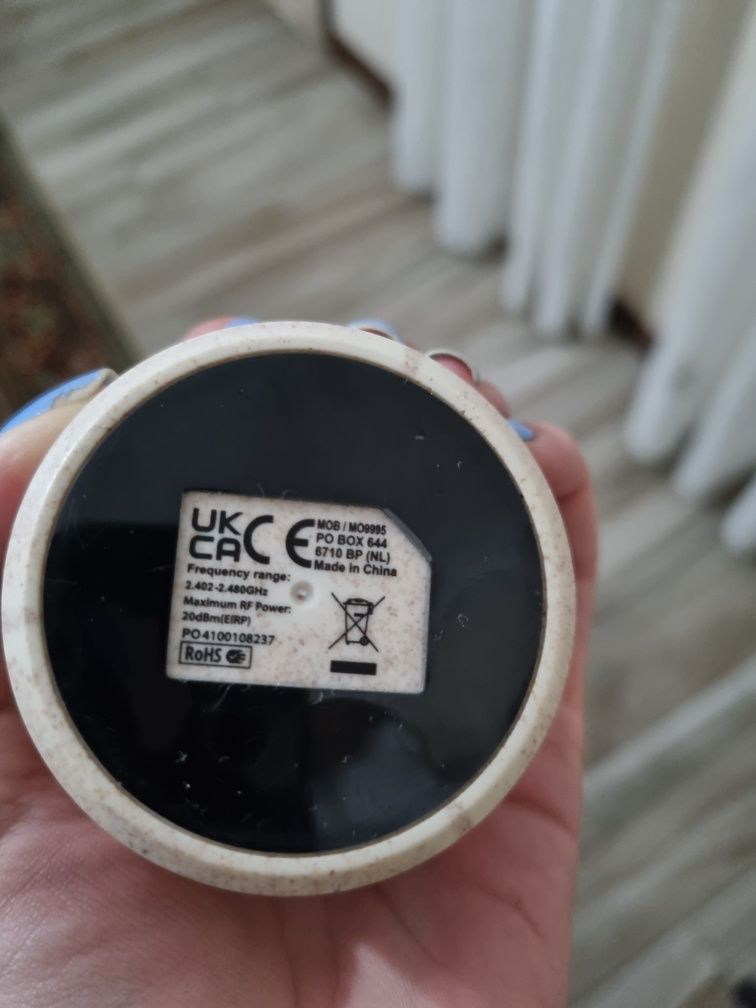 UK
CA
CE
MOB / MO9995
PO BOX 644
6710 BP (NL)
Made in China
Frequency range:
2.402-2.480GHz
Maximum RF Power:
20dBm(EIRP)
PO4100108237
RoHS